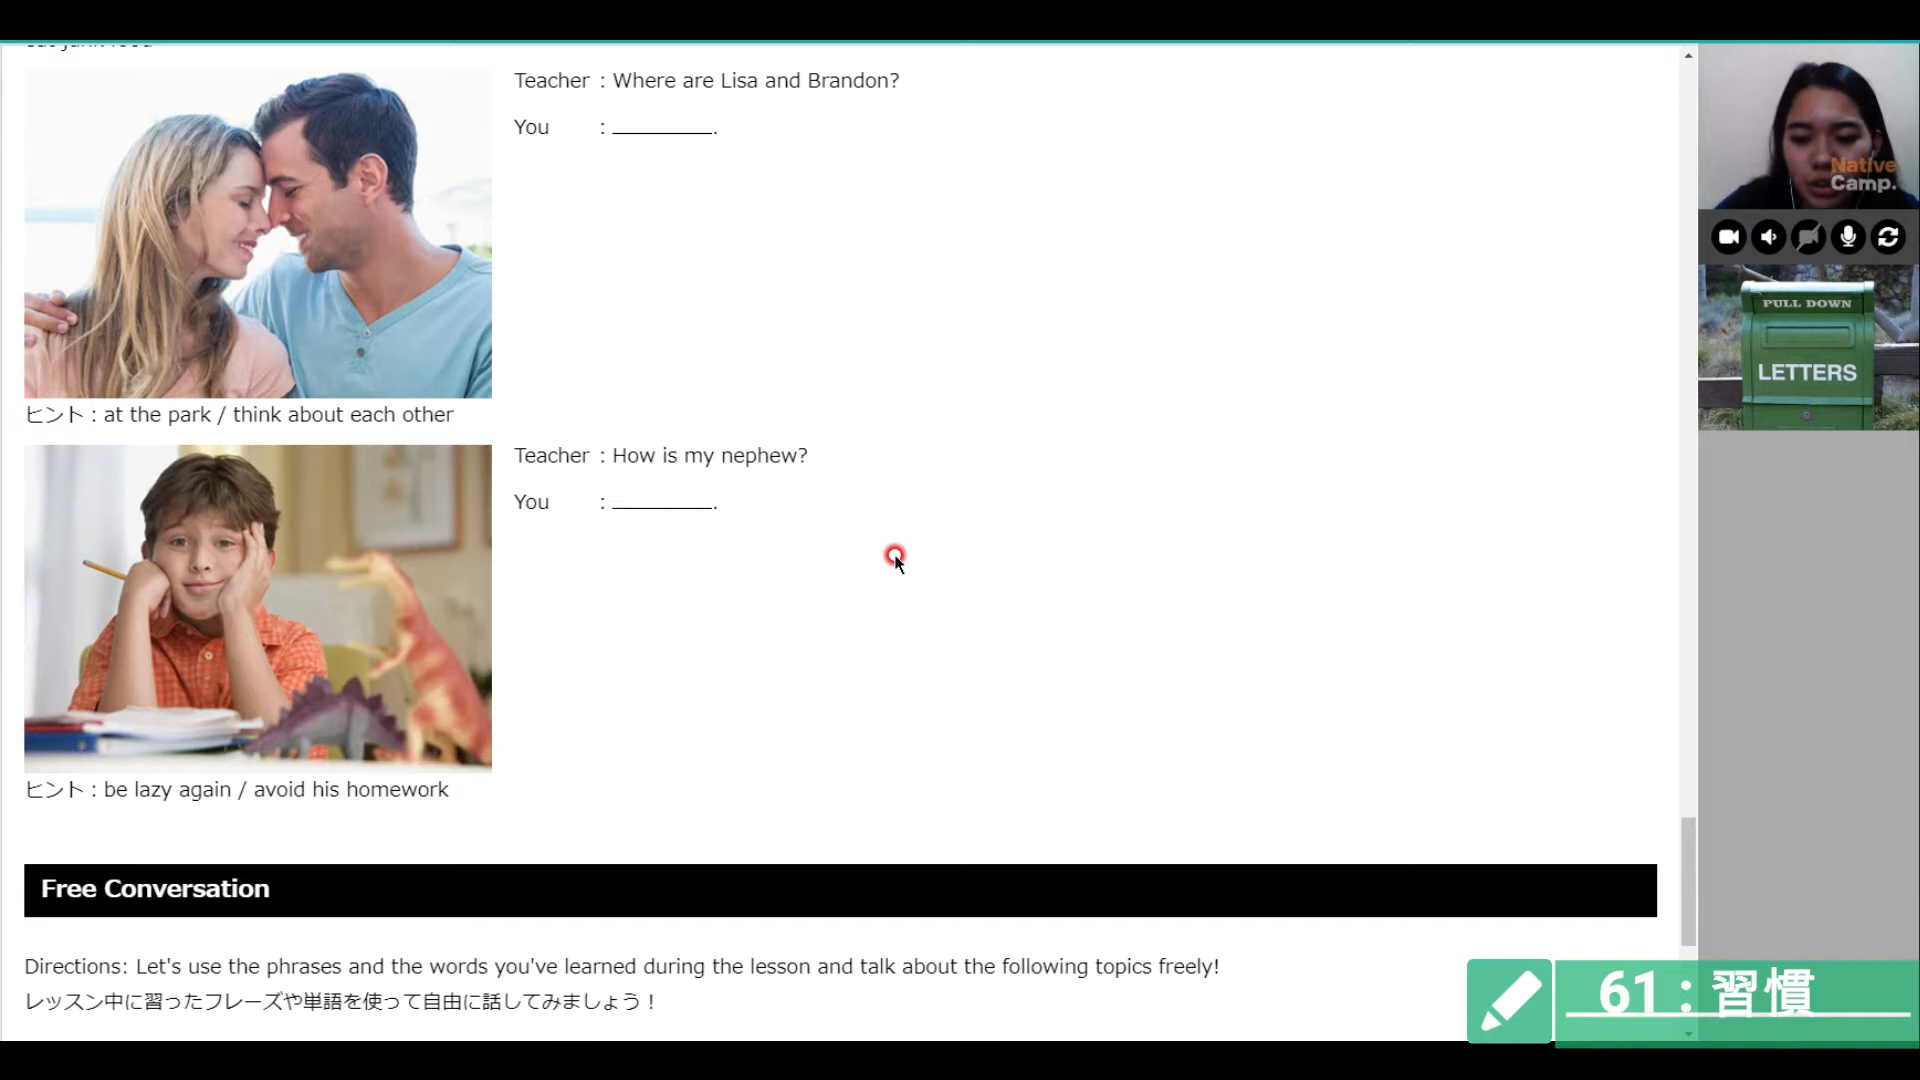 Teacher : Where are Lisa and Brandon?
You : __________.
ヒント : at the park / think about each other
Teacher : How is my nephew?
You : __________.
ヒント : be lazy again / avoid his homework
Free Conversation
Directions: Let's use the phrases and the words you've learned during the lesson and talk about the following topics freely!
レッスン中に習ったフレーズや単語を使って自由に話してみましょう！
Native
Camp.
PULL DOWN
LETTERS
61 : 習慣